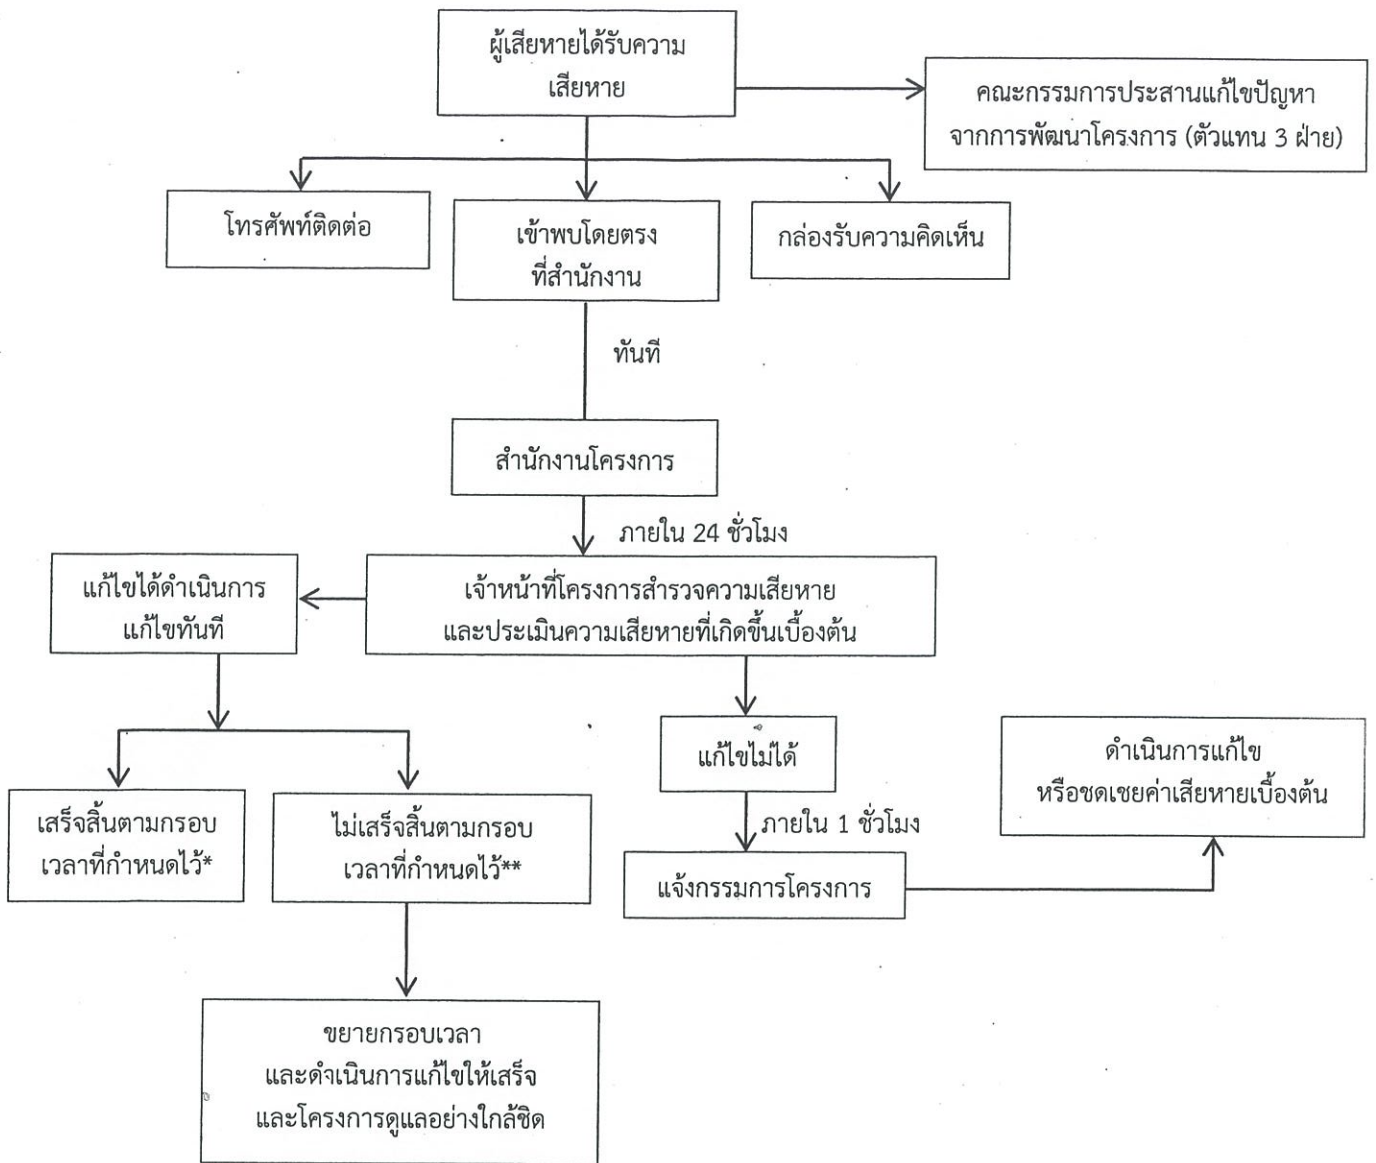 ผู้เสียหายได้รับความ
เสียหาย
คณะกรรมการประสานแก้ไขปัญหา
จากการพัฒนาโครงการ (ตัวแทน 3 ฝ่าย)
โทรศัพท์ติดต่อ
เข้าพบโดยตรง
ที่สำนักงาน
กล่องรับความคิดเห็น
ทันที
สำนักงานโครงการ
ภายใน 24 ชั่วโมง
แก้ไขได้ดำเนินการ
แก้ไขทันที
เจ้าหน้าที่โครงการสำรวจความเสียหาย
และประเมินความเสียหายที่เกิดขึ้นเบื้องต้น
แก้ไขไม่ได้
ดำเนินการแก้ไข
หรือชดเชยค่าเสียหายเบื้องต้น
เสร็จสิ้นตามกรอบ
เวลาที่กำหนดไว้*
ไม่เสร็จสิ้นตามกรอบ
เวลาที่กำหนดไว้**
ภายใน 1 ชั่วโมง
แจ้งกรรมการโครงการ
ขยายกรอบเวลา
และดำเนินการแก้ไขให้เสร็จ
และโครงการดูแลอย่างใกล้ชิด